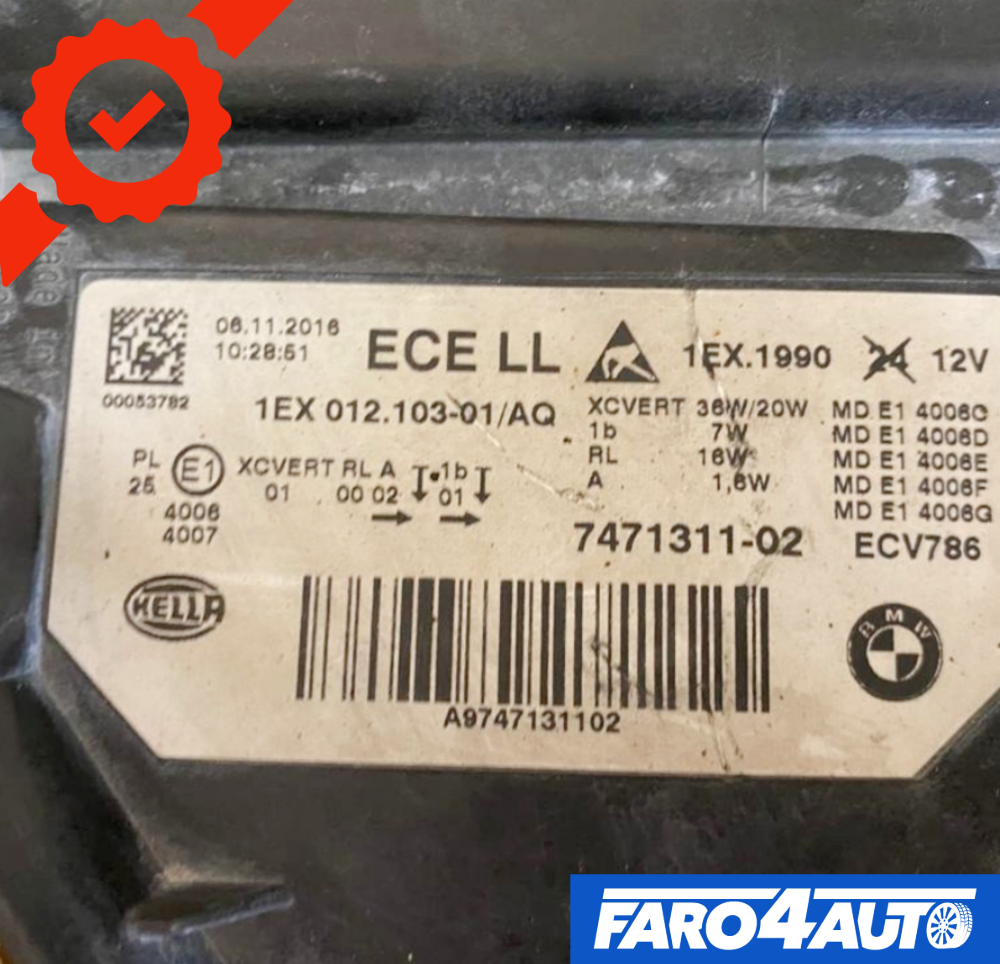 06.11.2016
10:28:51
ECE LL
1EX.1990
24 12V
00053782
1EX 012.103-01/AQ
XCVERT 36W/20W
1b 7W
RL 16W
A 1,6W
MD E1 4006C
MD E1 4006D
MD E1 4006E
MD E1 4006F
MD E1 4006G
PL
25
E1
4006
4007
XCVERT RL A 1b
01 00 02 01
7471311-02 ECV786
HELLA
BMW
A9747131102
FARO4AUTO